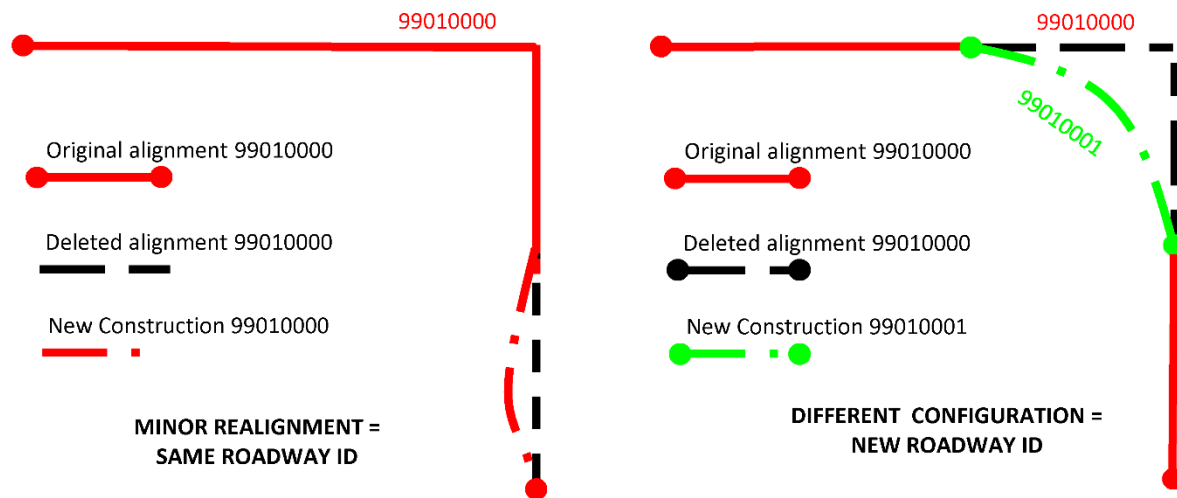 99010000
Original alignment 99010000
Deleted alignment 99010000
New Construction 99010000
MINOR REALIGNMENT =
SAME ROADWAY ID
99010000
99010001
Original alignment 99010000
Deleted alignment 99010000
New Construction 99010001
DIFFERENT CONFIGURATION =
NEW ROADWAY ID